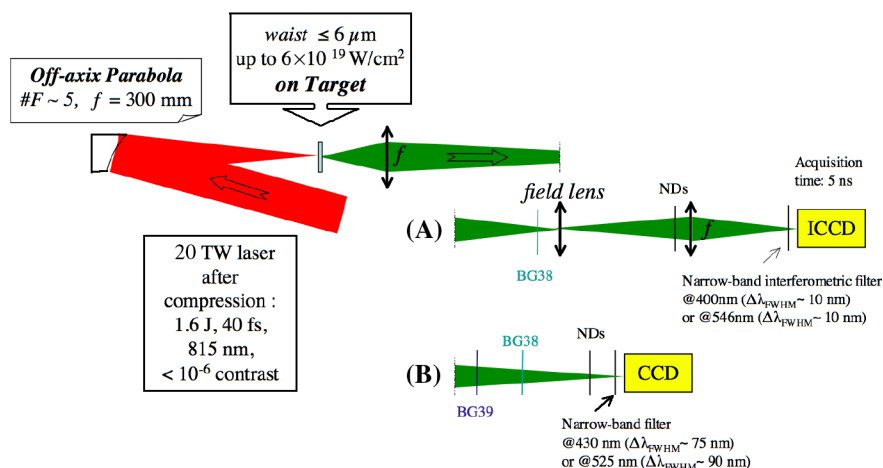 waist ≤ 6 µm
up to 6×10 19 W/cm2
on Target
Off-axix Parabola
#F ~ 5, f = 300 mm
f
Acquisition
time: 5 ns
NDs
field lens
(A)
f
ICCD
BG38
Narrow-band interferometric filter
@400nm (ΔλFWHM~ 10 nm)
or @546nm (ΔλFWHM~ 10 nm)
20 TW laser
after
compression :
1.6 J, 40 fs,
815 nm,
< 10-6 contrast
NDs
BG38
(B)
CCD
BG39
Narrow-band filter
@430 nm (ΔλFWHM~ 75 nm)
or @525 nm (ΔλFWHM~ 90 nm)